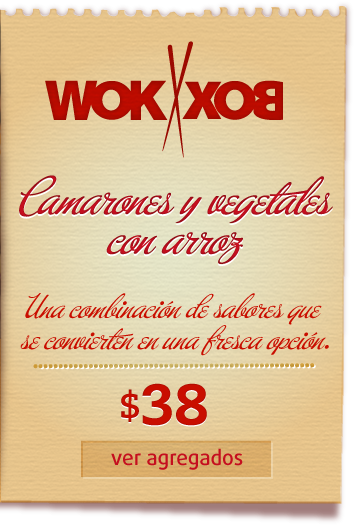 WOK BOX
Camarones y vegetales
con arroz
Una combinación de sabores que
se convierten en una fresca opción.
$38
ver agregados